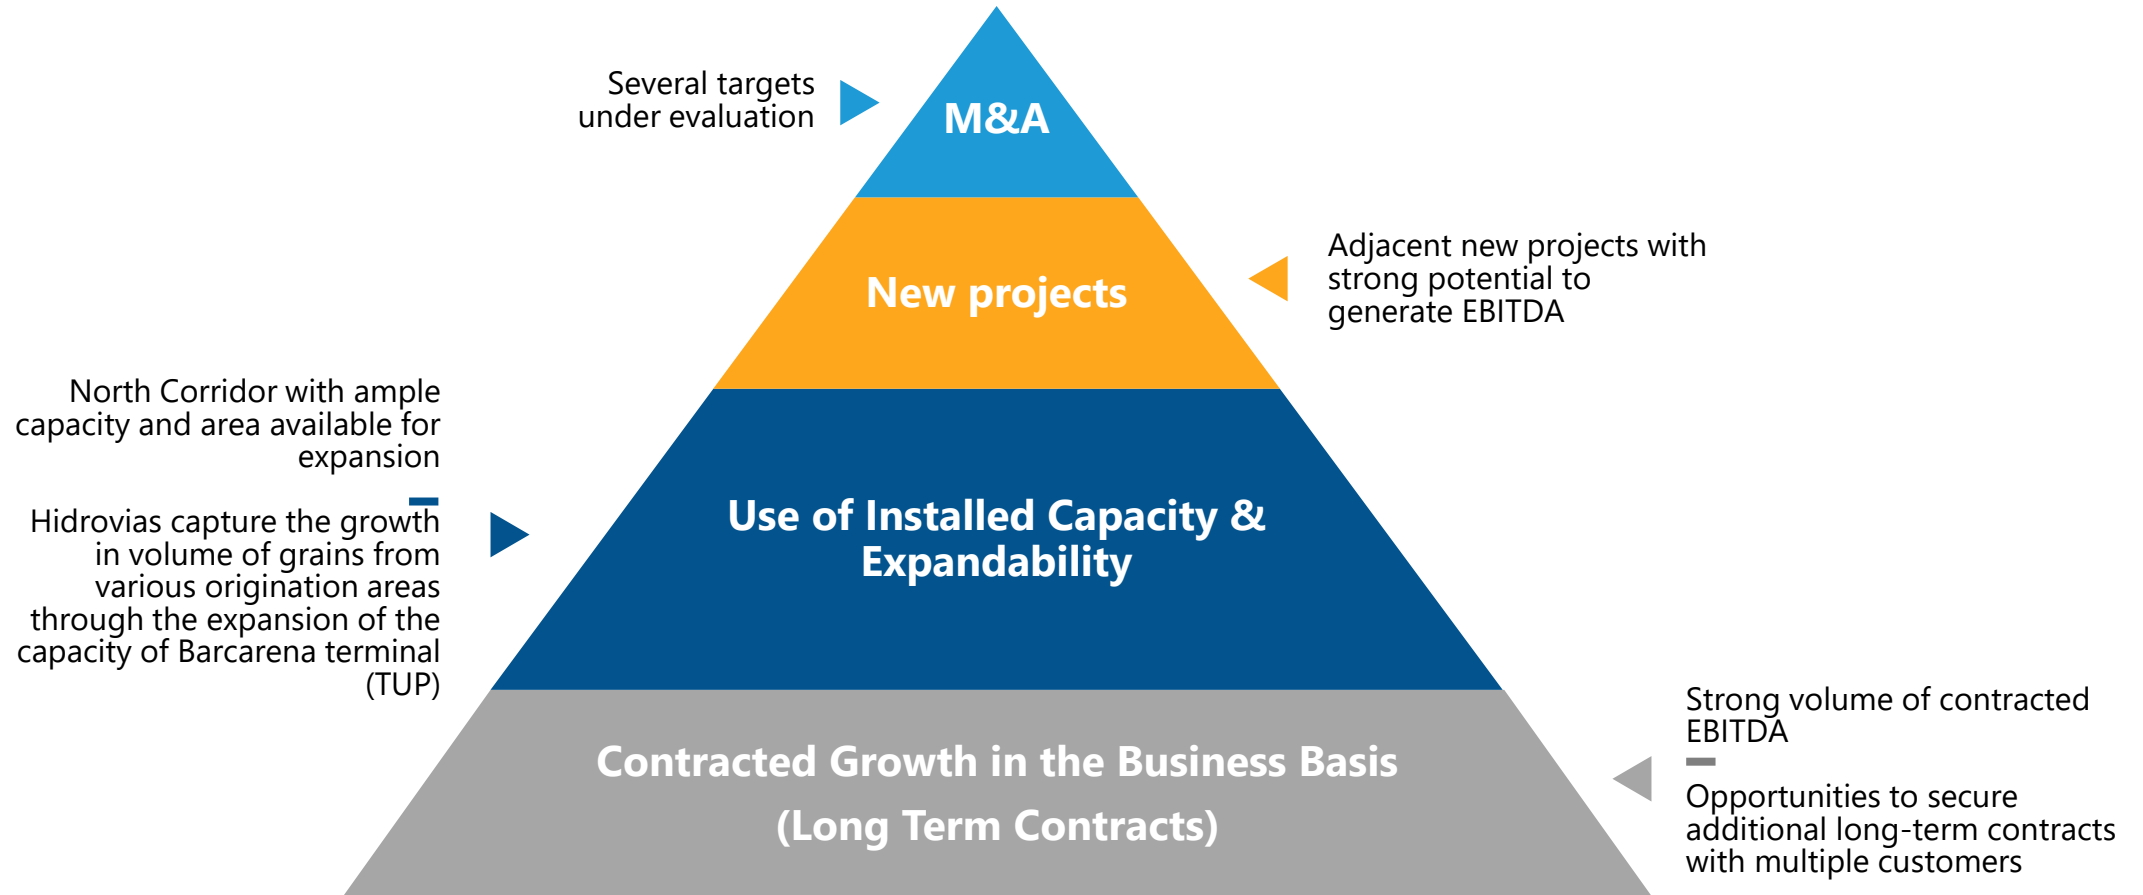 Several targets
under evaluation
M&A
New projects
Adjacent new projects with
strong potential to
generate EBITDA
North Corridor with ample
capacity and area available for
expansion
Hidrovias capture the growth
in volume of grains from
various origination areas
through the expansion of the
capacity of Barcarena terminal
(TUP)
Use of Installed Capacity &
Expandability
Contracted Growth in the Business Basis
(Long Term Contracts)
Strong volume of contracted
EBITDA
Opportunities to secure
additional long-term contracts
with multiple customers